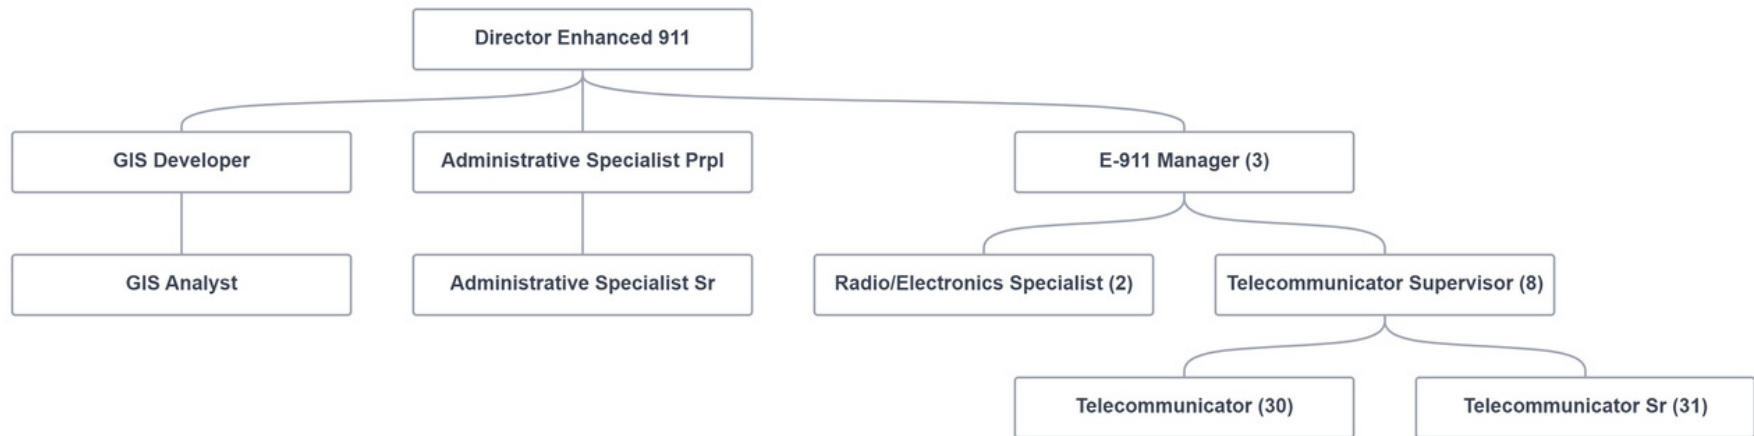 Director Enhanced 911
GIS Developer
Administrative Specialist Prpl
E-911 Manager (3)
GIS Analyst
Administrative Specialist Sr
Radio/Electronics Specialist (2)
Telecommunicator Supervisor (8)
Telecommunicator (30)
Telecommunicator Sr (31)